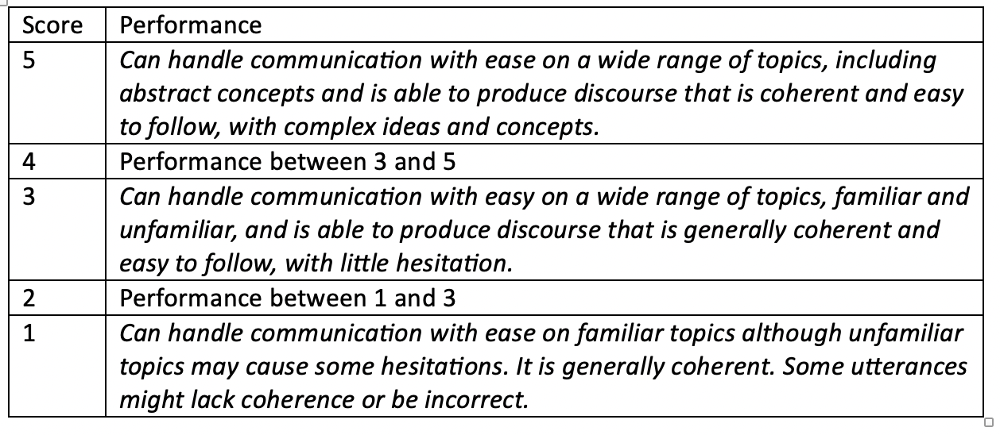 Score Performance
5 Can handle communication with ease on a wide range of topics, including
abstract concepts and is able to produce discourse that is coherent and easy
to follow, with complex ideas and concepts.
4 Performance between 3 and 5
3 Can handle communication with easy on a wide range of topics, familiar and
unfamiliar, and is able to produce discourse that is generally coherent and
easy to follow, with little hesitation.
2 Performance between 1 and 3
1 Can handle communication with ease on familiar topics although unfamiliar
topics may cause some hesitations. It is generally coherent. Some utterances
might lack coherence or be incorrect.